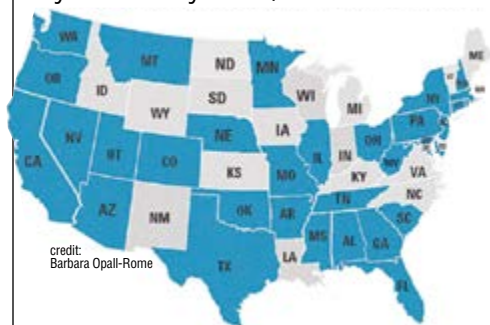 WA
MT
ND
MN
ME
OR
ID
SD
WI
MI
NY
WY
IA
PA
NE
NV
UT
CO
IL
IN
OH
WV
VA
CA
KS
MO
KY
NC
AZ
NM
OK
AR
TN
SC
MS
AL
GA
TX
LA
FL
credit:
Barbara Opall-Rome